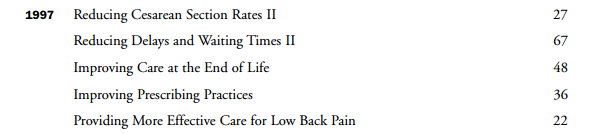 1997 Reducing Cesarean Section Rates II 27
Reducing Delays and Waiting Times II 67
Improving Care at the End of Life 48
Improving Prescribing Practices 36
Providing More Effective Care for Low Back Pain 22